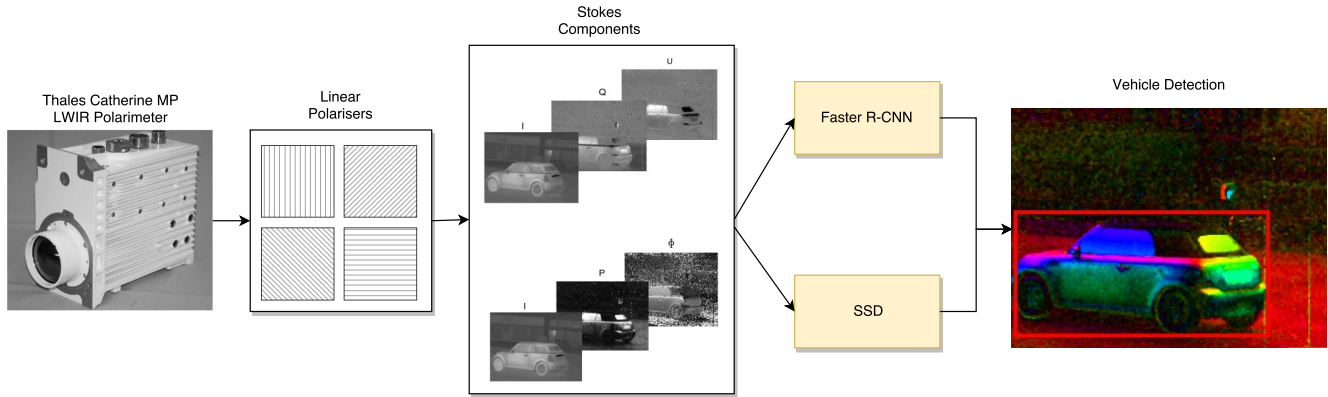 Thales Catherine MP
LWIR Polarimeter
Linear
Polarisers
Stokes
Components
I
Q
U
I
P
ϕ
Faster R-CNN
SSD
Vehicle Detection